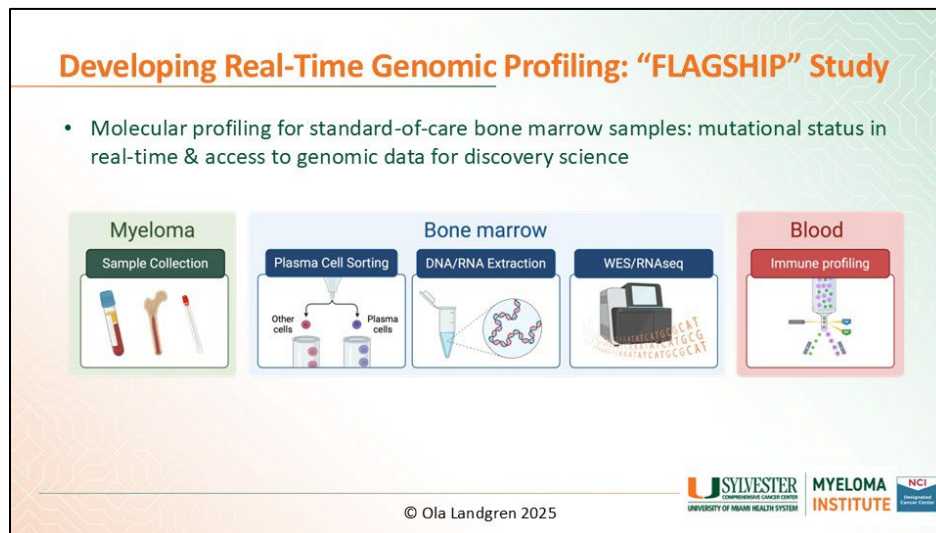 Developing Real-Time Genomic Profiling: “FLAGSHIP” Study
• Molecular profiling for standard-of-care bone marrow samples: mutational status in
real-time & access to genomic data for discovery science
Myeloma
Sample Collection
Bone marrow
Plasma Cell Sorting
Other
cells
Plasma
cells
DNA/RNA Extraction
WES/RNAseq
Blood
Immune profiling
© Ola Landgren 2025
SYLVESTER
COMPREHENSIVE CANCER CENTER
UNIVERSITY OF MIAMI HEALTH SYSTEM
MYELOMA
INSTITUTE
NCI
Designated
Cancer Center